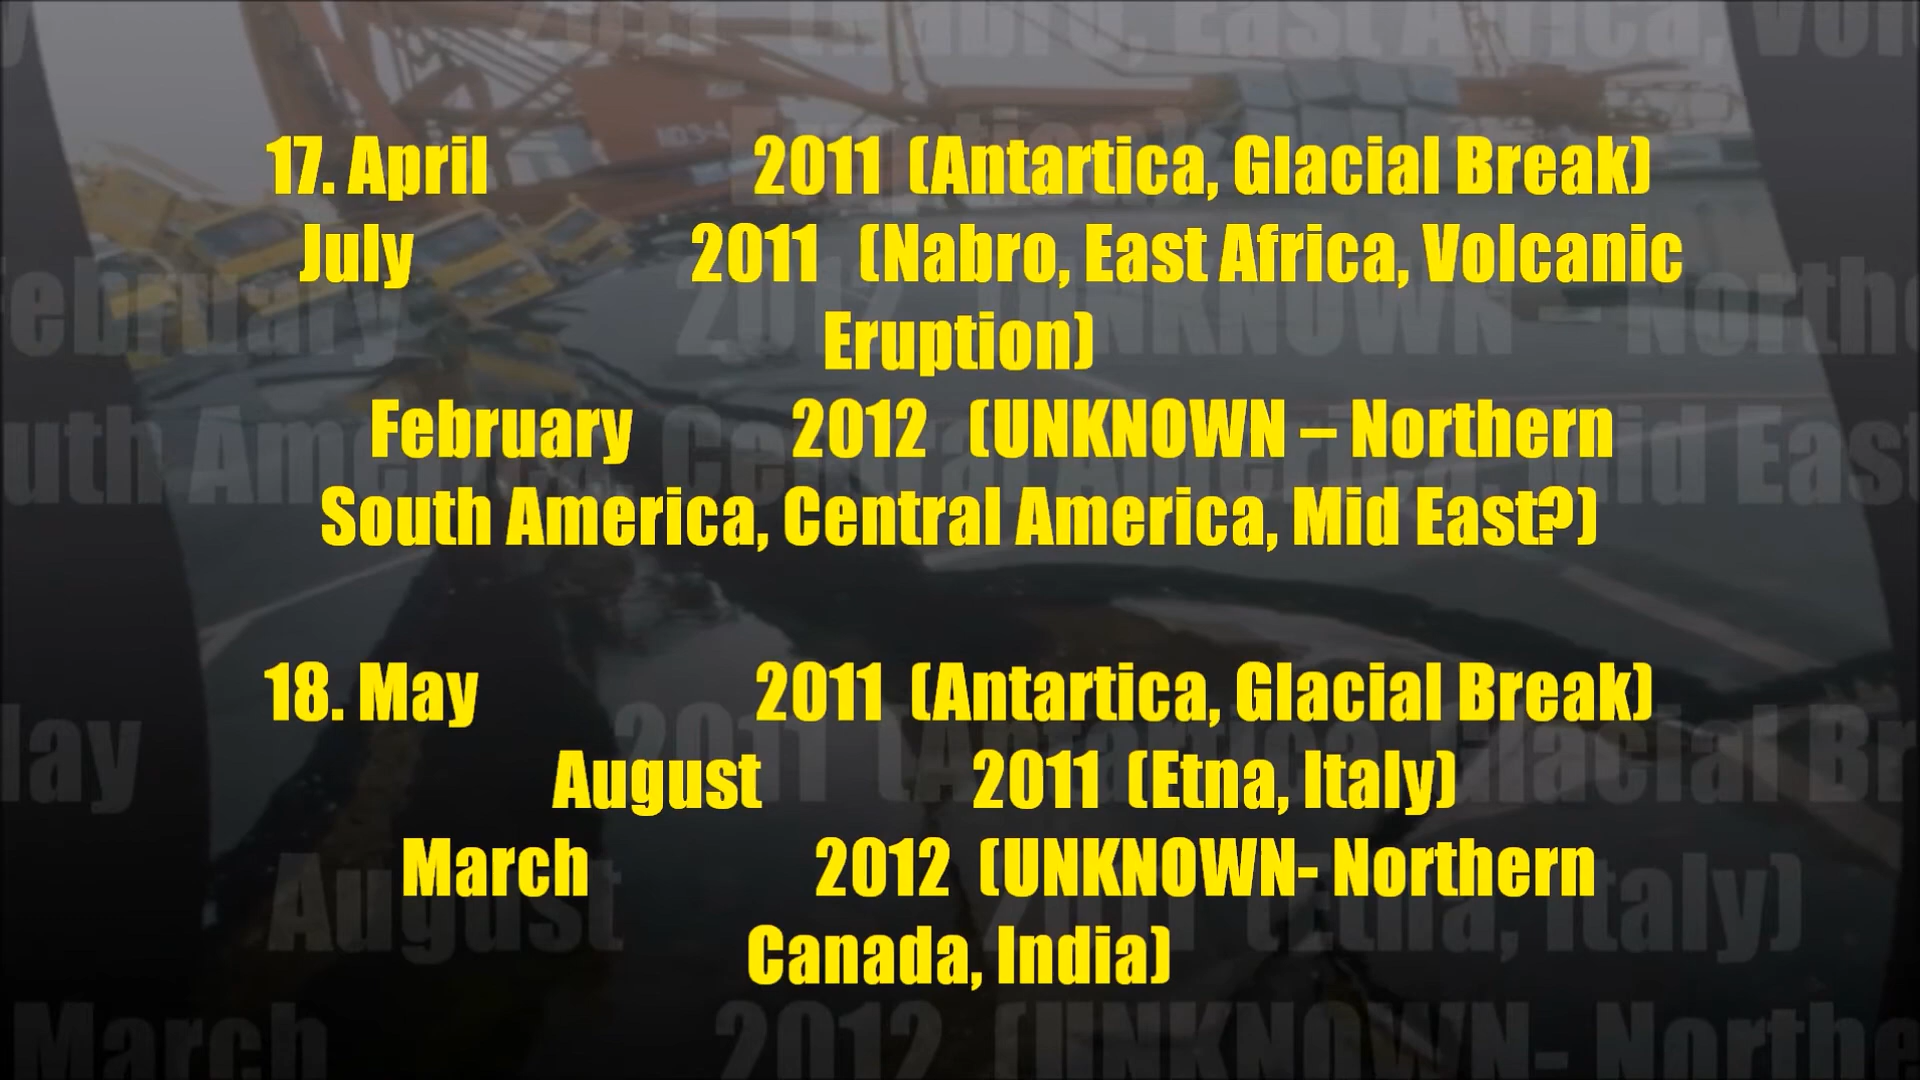 17. April 2011 (Antartica, Glacial Break)
July 2011 (Nabro, East Africa, Volcanic
Eruption)
February 2012 (UNKNOWN – Northern
South America, Central America, Mid East?)
18. May 2011 (Antartica, Glacial Break)
August 2011 (Etna, Italy)
March 2012 (UNKNOWN- Northern
Canada, India)